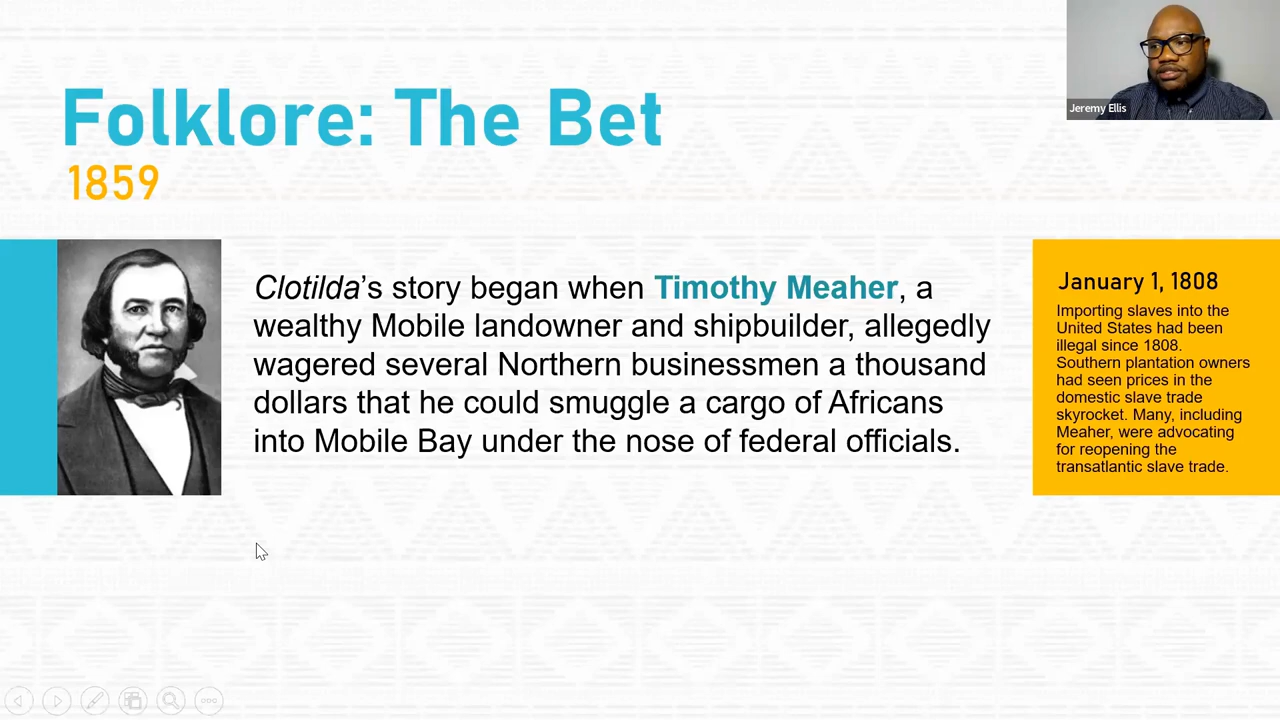 Folklore: The Bet
1859
Clotilda's story began when Timothy Meaher, a
wealthy Mobile landowner and shipbuilder, allegedly
wagered several Northern businessmen a thousand
dollars that he could smuggle a cargo of Africans
into Mobile Bay under the nose of federal officials.
January 1, 1808
Importing slaves into the
United States had been
illegal since 1808.
Southern plantation owners
had seen prices in the
domestic slave trade
skyrocket. Many, including
Meaher, were advocating
for reopening the
transatlantic slave trade.
Jeremy Ellis